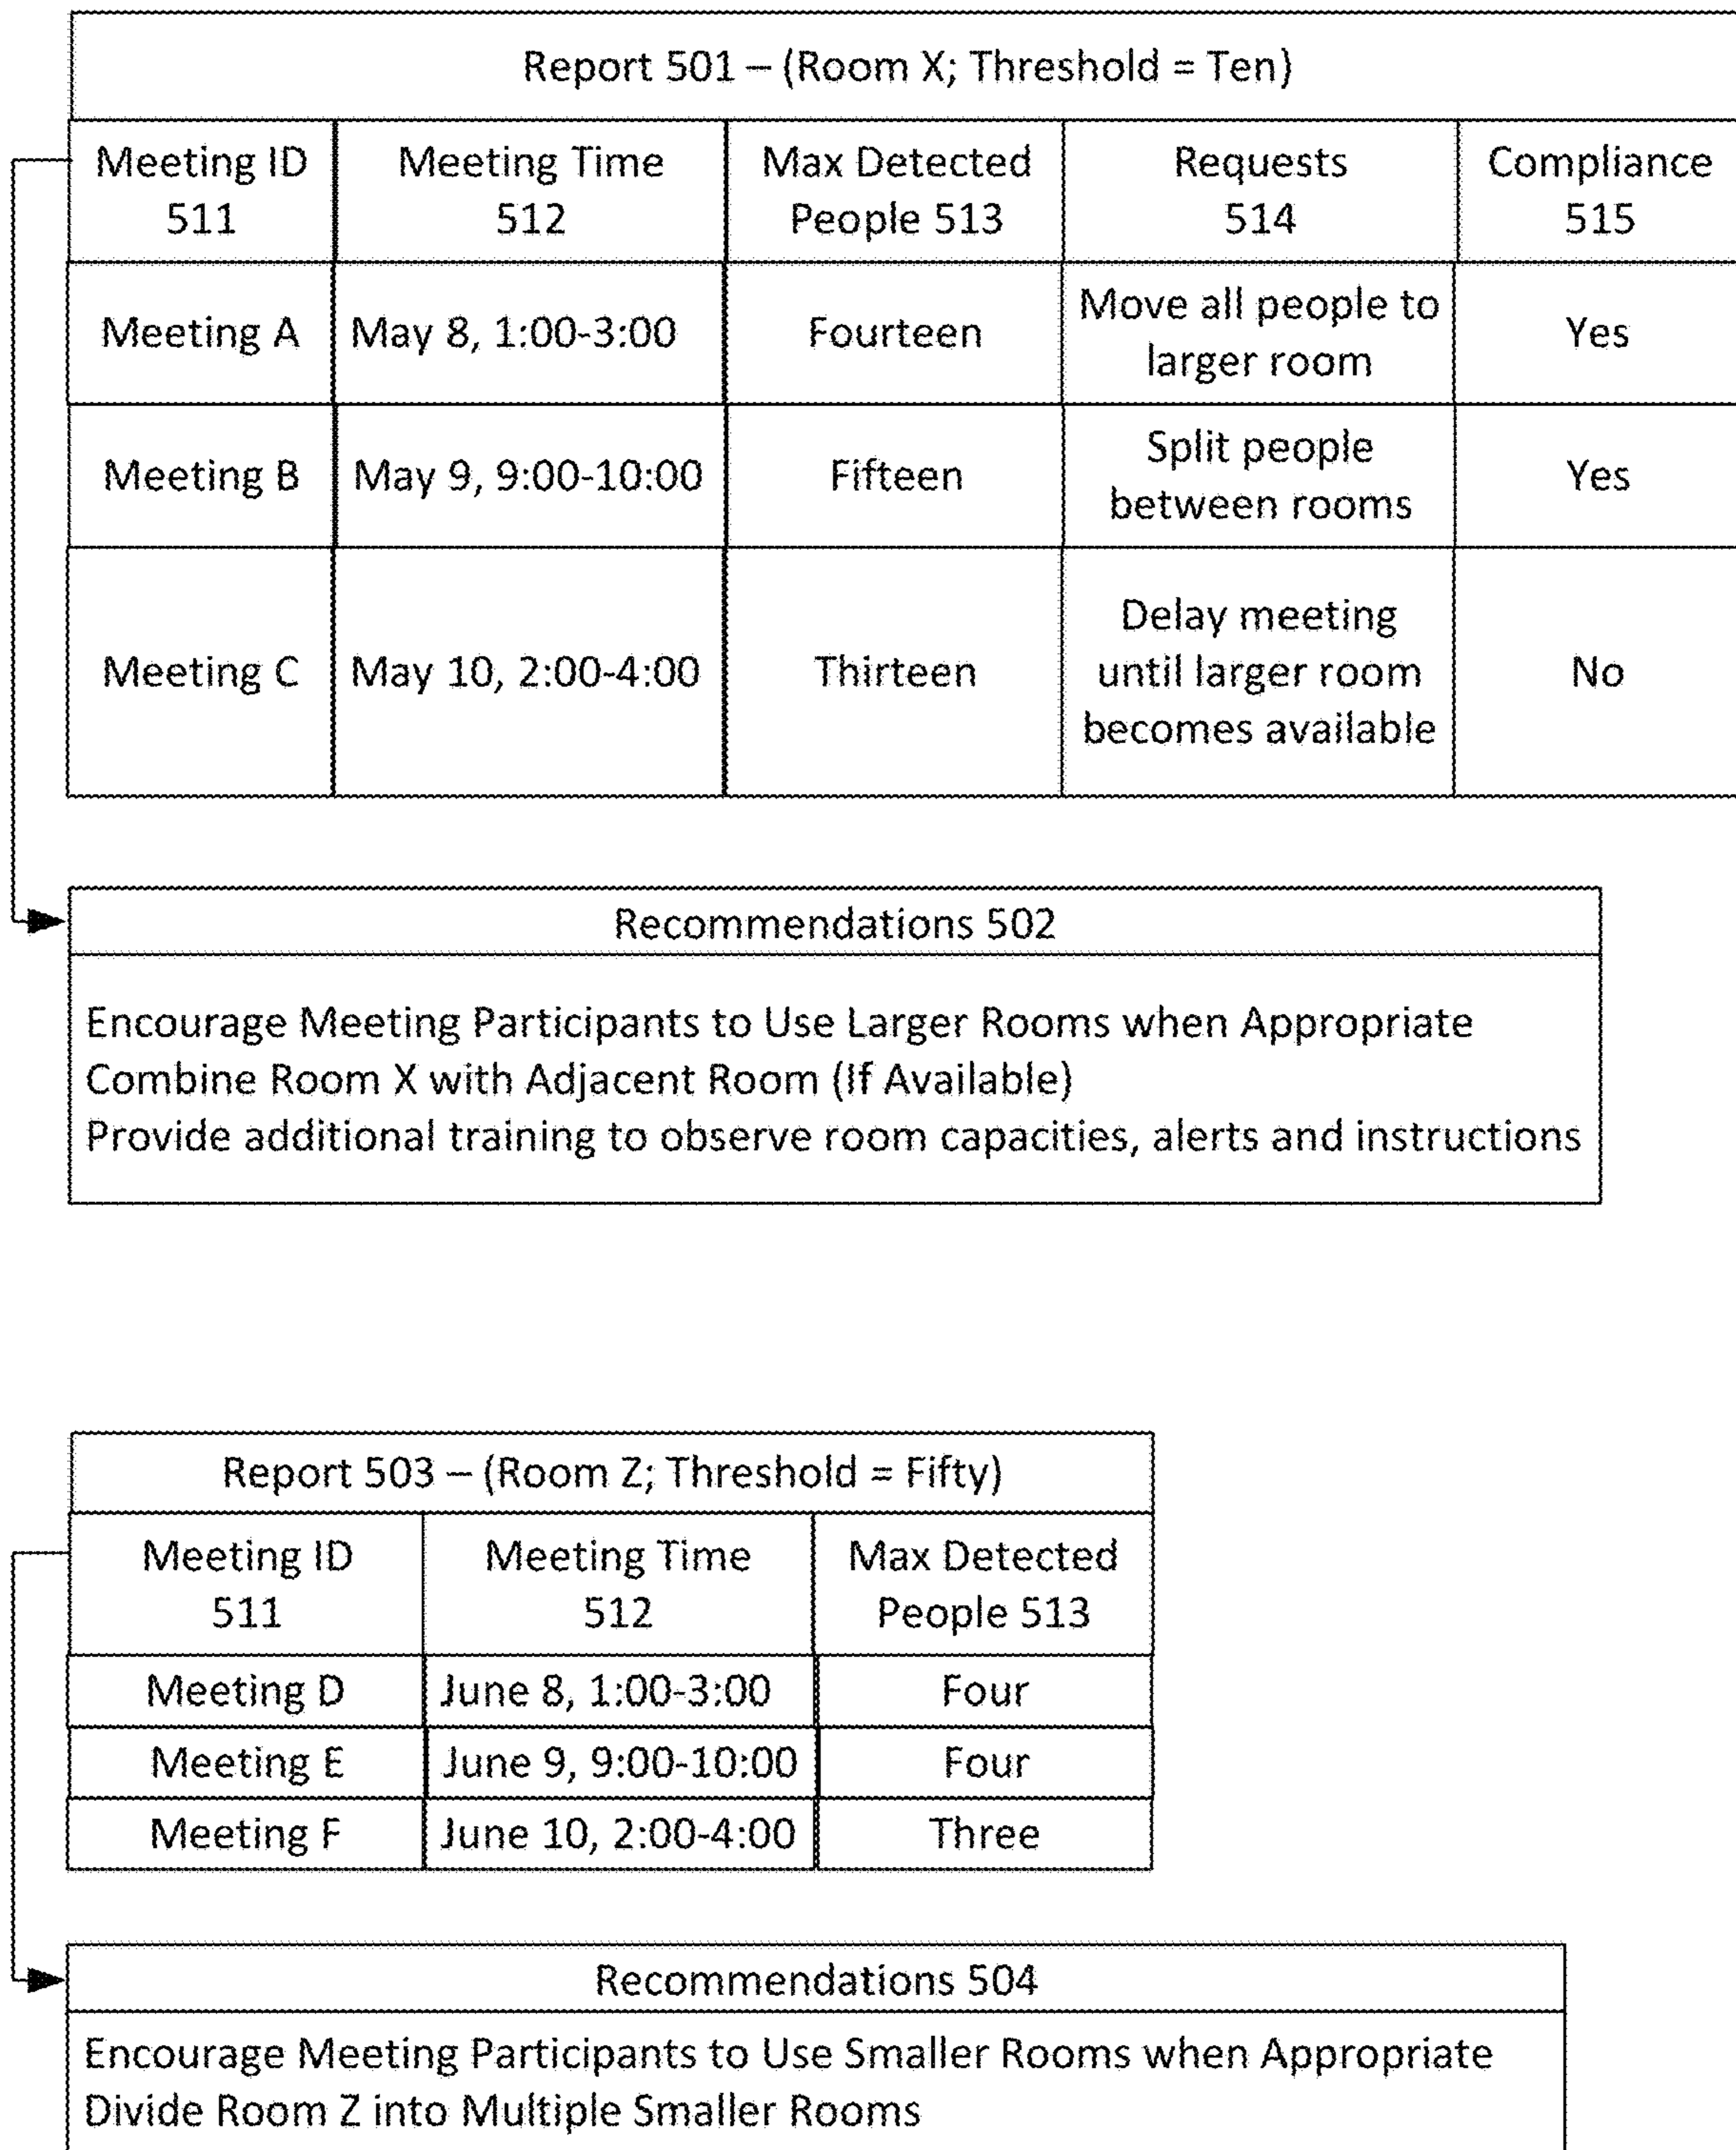 Report 501 – (Room X; Threshold = Ten)
Meeting ID
511
Meeting Time
512
Max Detected
People 513
Requests
514
Compliance
515
Meeting A
May 8, 1:00-3:00
Fourteen
Move all people to
larger room
Yes
Meeting B
May 9, 9:00-10:00
Fifteen
Split people
between rooms
Yes
Meeting C
May 10, 2:00-4:00
Thirteen
Delay meeting
until larger room
becomes available
No
Recommendations 502
Encourage Meeting Participants to Use Larger Rooms when Appropriate
Combine Room X with Adjacent Room (If Available)
Provide additional training to observe room capacities, alerts and instructions
Report 503 – (Room Z; Threshold = Fifty)
Meeting ID
511
Meeting Time
512
Max Detected
People 513
Meeting D
June 8, 1:00-3:00
Four
Meeting E
June 9, 9:00-10:00
Four
Meeting F
June 10, 2:00-4:00
Three
Recommendations 504
Encourage Meeting Participants to Use Smaller Rooms when Appropriate
Divide Room Z into Multiple Smaller Rooms